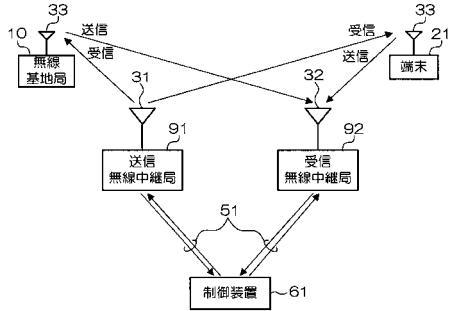 33
10
無線
基地局
送信
受信
受信
送信
33
21
端末
31
32
91
送信
無線中継局
92
受信
無線中継局
51
制御装置
61